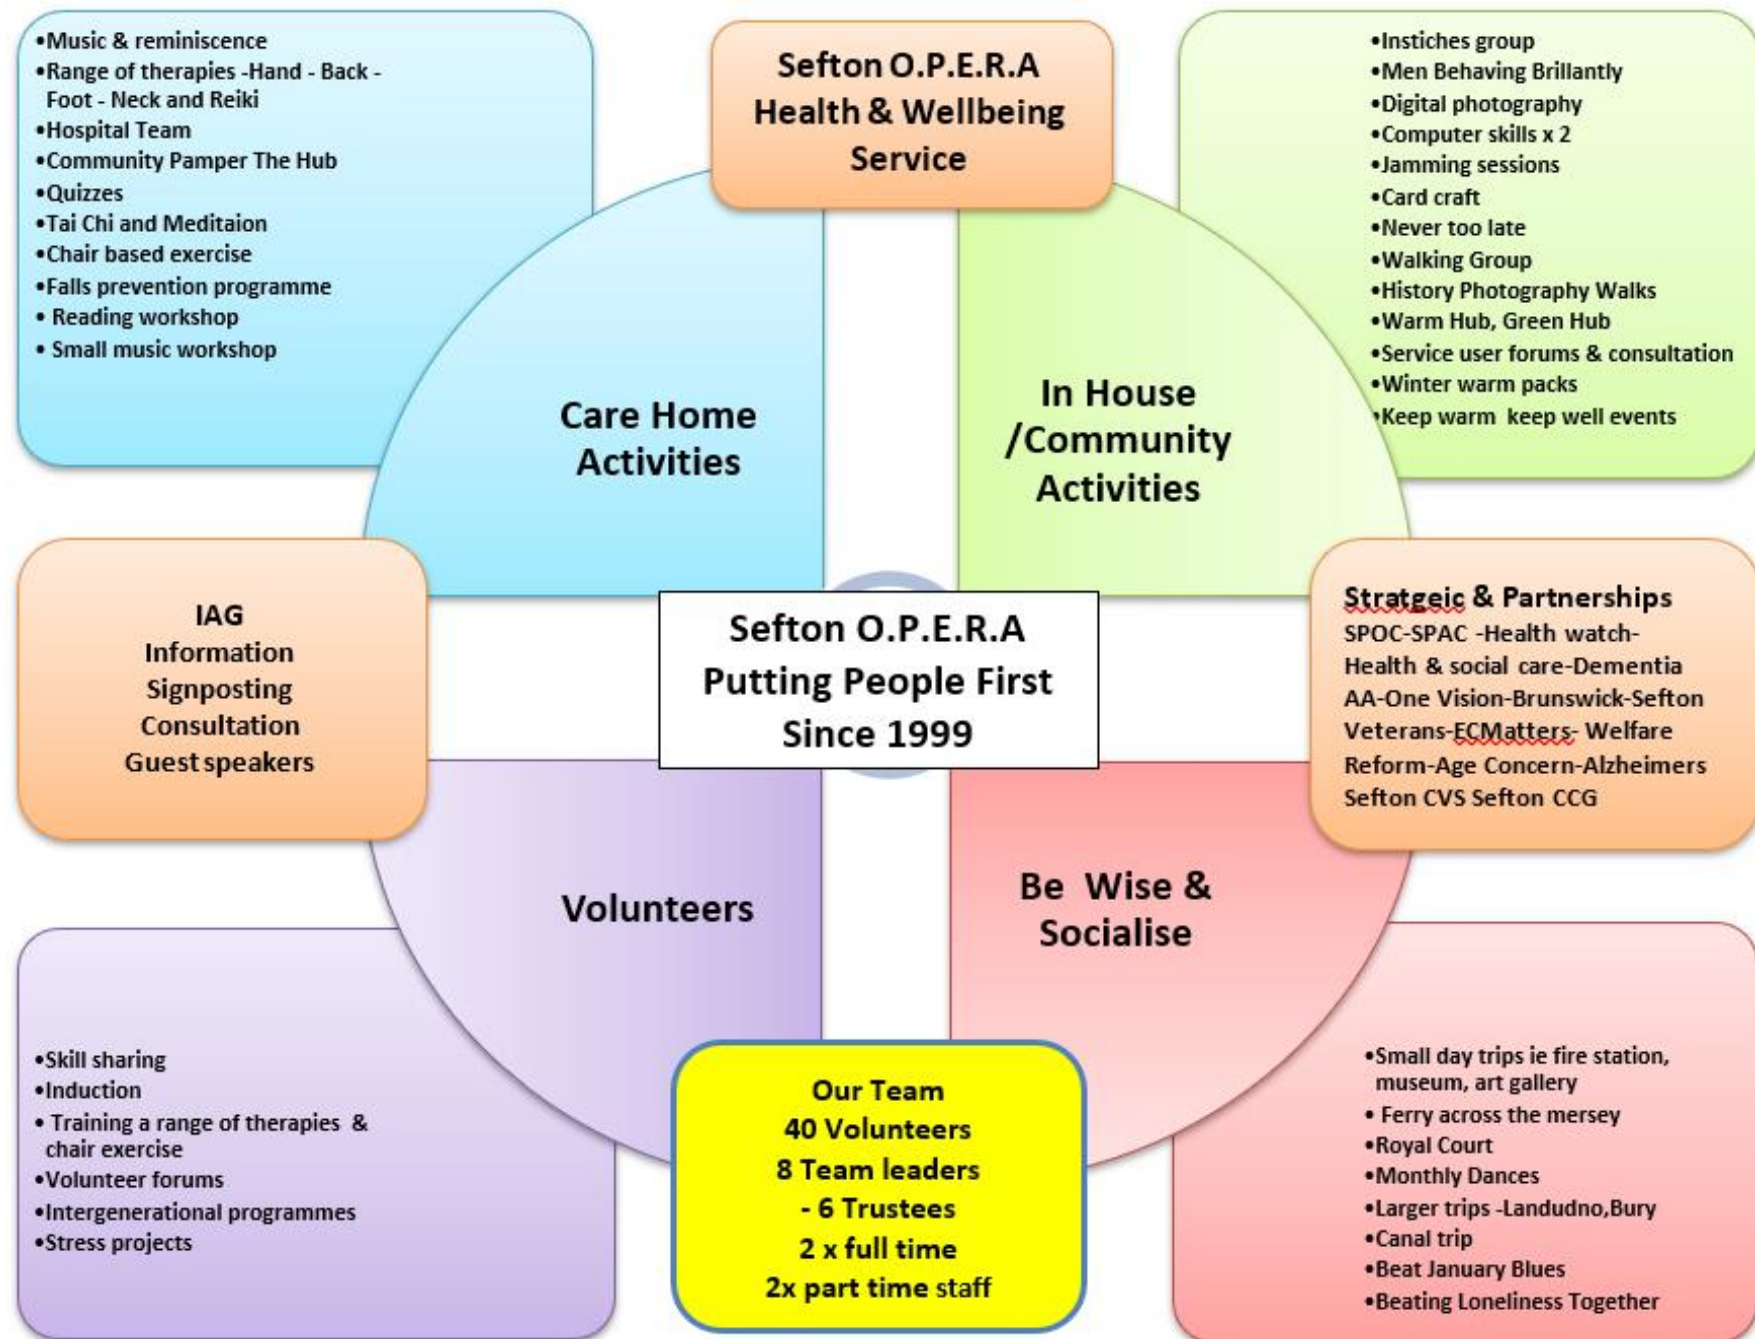 •Music & reminiscence
•Range of therapies -Hand - Back -
Foot - Neck and Reiki
•Hospital Team
•Community Pamper The Hub
•Quizzes
•Tai Chi and Meditaion
•Chair based exercise
•Falls prevention programme
• Reading workshop
• Small music workshop
Sefton O.P.E.R.A
Health & Wellbeing
Service
•Instiches group
•Men Behaving Brillantly
•Digital photography
•Computer skills x 2
•Jamming sessions
•Card craft
•Never too late
•Walking Group
•History Photography Walks
•Warm Hub, Green Hub
•Service user forums & consultation
•Winter warm packs
•Keep warm keep well events
Care Home
Activities
In House
/Community
Activities
IAG
Information
Signposting
Consultation
Guest speakers
Sefton O.P.E.R.A
Putting People First
Since 1999
Stratgeic & Partnerships
SPOC-SPAC -Health watch-
Health & social care-Dementia
AA-One Vision-Brunswick-Sefton
Veterans-ECMatters- Welfare
Reform-Age Concern-Alzheimers
Sefton CVS Sefton CCG
Volunteers
Be Wise &
Socialise
•Skill sharing
•Induction
• Training a range of therapies &
chair exercise
•Volunteer forums
•Intergenerational programmes
•Stress projects
Our Team
40 Volunteers
8 Team leaders
- 6 Trustees
2 x full time
2x part time staff
•Small day trips ie fire station,
museum, art gallery
• Ferry across the mersey
•Royal Court
•Monthly Dances
•Larger trips -Landudno,Bury
•Canal trip
•Beat January Blues
•Beating Loneliness Together